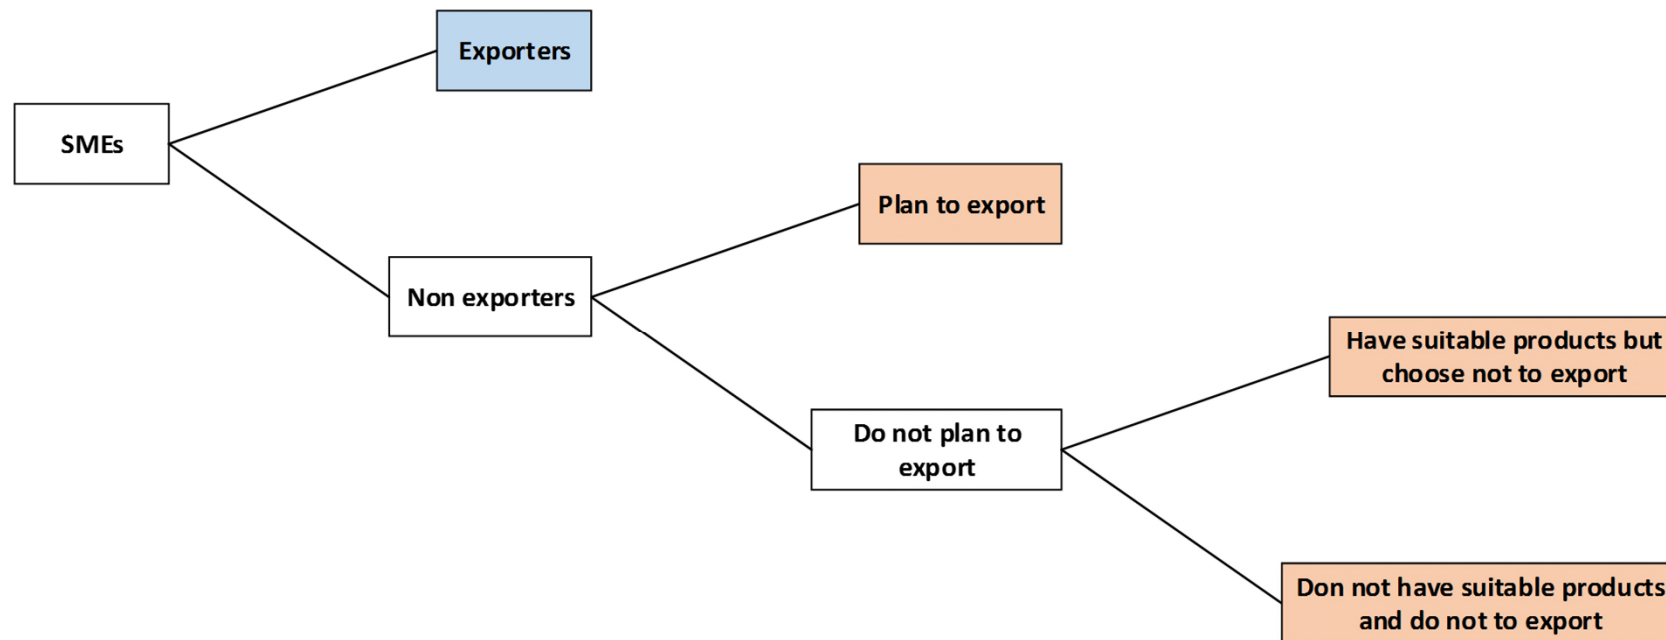 Exporters
SMEs
Plan to export
Non exporters
Have suitable products but
choose not to export
Do not plan to
export
Don not have suitable products
and do not to export